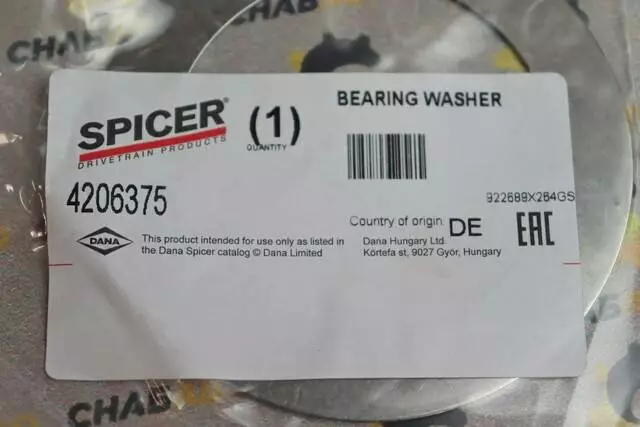 CHAB
SPICER®
DRIVETRAIN PRODUCTS
(1)
QUANTITY
BEARING WASHER
4206375
922689X264GS
DANA
This product intended for use only as listed in
the Dana Spicer catalog © Dana Limited
Country of origin DE
Dana Hungary Ltd.
Körtefa st, 9027 Győr, Hungary
EAC
CHAB